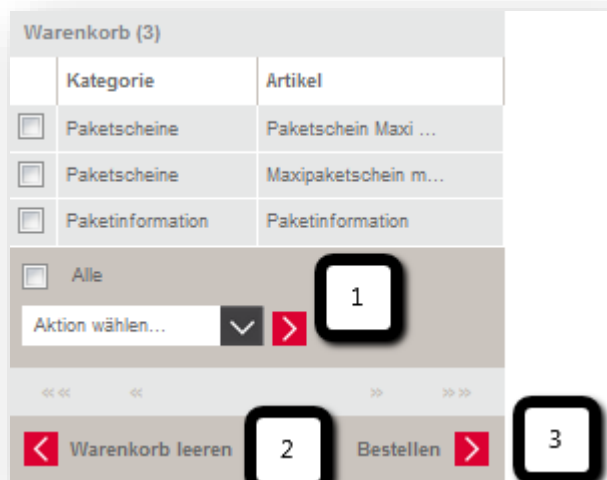 Warenkorb (3)
Kategorie Artikel
Paketscheine Paketschein Maxi ...
Paketscheine Maxipaketschein m...
Paketinformation Paketinformation
Alle
1
Aktion wählen...
«« « » »»
Warenkorb leeren 2 Bestellen 3